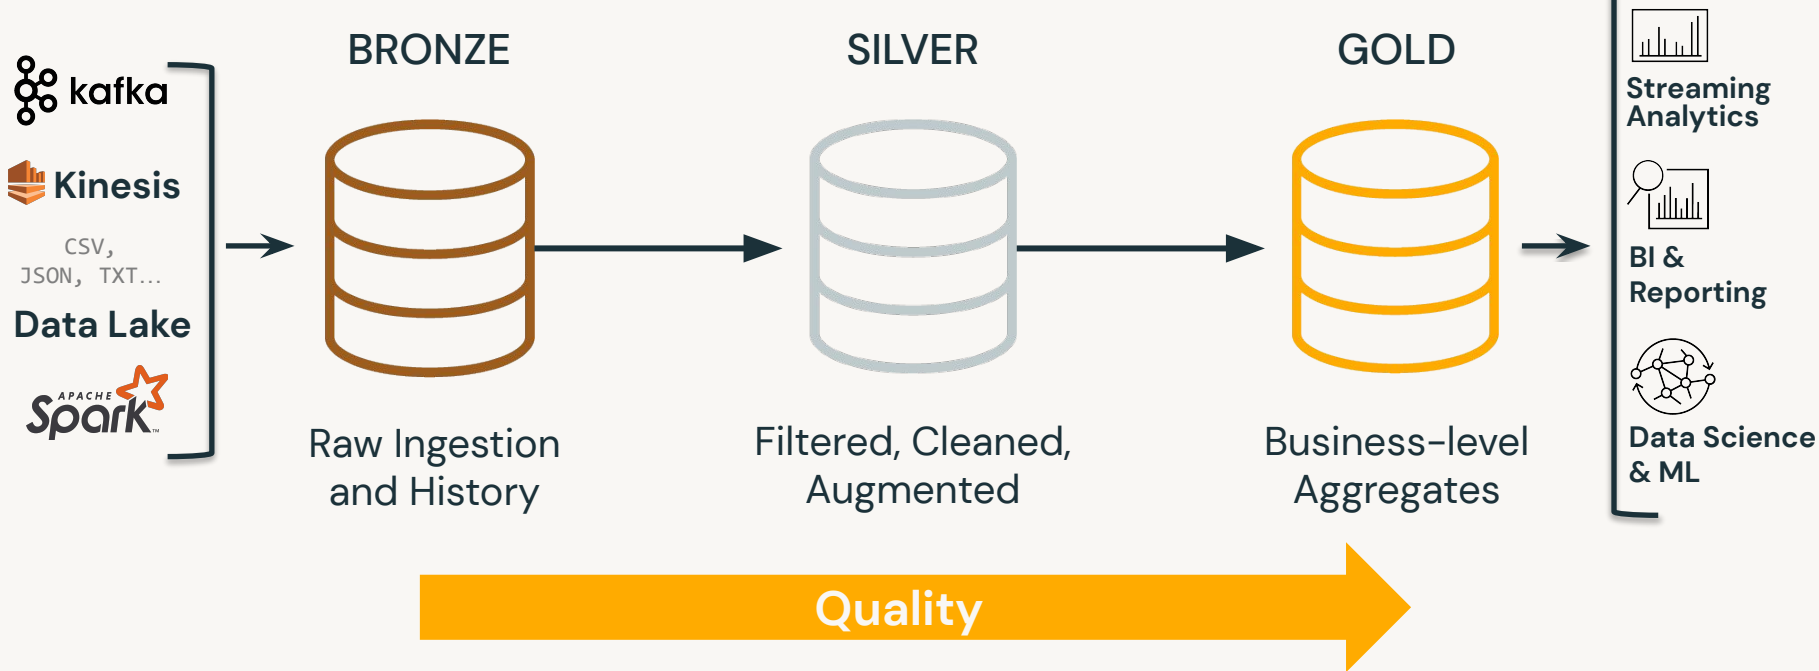 kafka
Kinesis
CSV,
JSON, TXT...
Data Lake
APACHE
Spark™
BRONZE
Raw Ingestion
and History
SILVER
Filtered, Cleaned,
Augmented
GOLD
Business-level
Aggregates
Streaming
Analytics
BI &
Reporting
Data Science
& ML
Quality